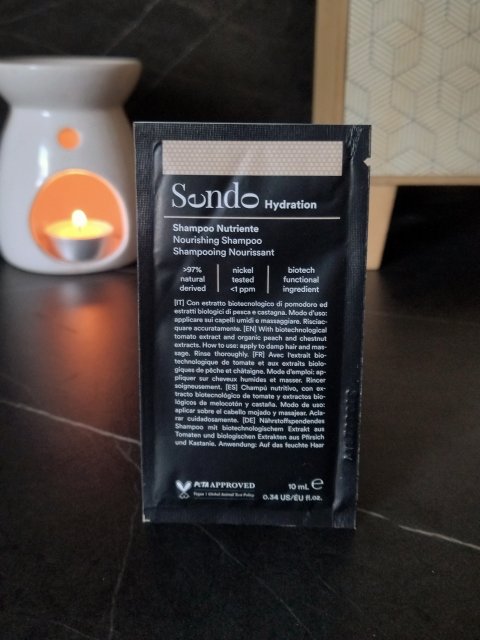 Sendo Hydration
Shampoo Nutriente
Nourishing Shampoo
Shampooing Nourissant
>97%
natural
derived
nickel
tested
<1 ppm
biotech
functional
ingredient
[IT] Con estratto biotecnologico di pomodoro ed
estratti biologici di pesca e castagna. Modo d'uso:
applicare sui capelli umidi e massaggiare. Risciac-
quare accuratamente. [EN] With biotechnological
tomato extract and organic peach and chestnut
extracts. How to use: apply to damp hair and mas-
sage. Rinse thoroughly. [FR] Avec l'extrait bio-
technologique de tomate et aux extraits biolo-
giques de pêche et châtaigne. Mode d'emploi: ap-
pliquer sur cheveux humides et masser. Rincer
soigneusement. [ES] Champú nutritivo, con ex-
tracto biotecnológico de tomate y extractos bio-
lógicos de melocotón y castaña. Modo de uso:
aplicar sobre el cabello mojado y masajear. Acla-
rar cuidadosamente. [DE] Nährstoffspendendes
Shampoo mit biotechnologischem Extrakt aus
Tomaten und biologischen Extrakten aus Pfirsich
und Kastanie. Anwendung: Auf das feuchte Haar
PeTA APPROVED
Vegan | Global Animal Test Policy
10 mL e
0.34 US/EU fl.oz.